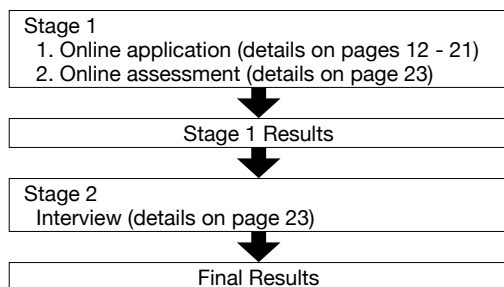 Stage 1
1. Online application (details on pages 12 - 21)
2. Online assessment (details on page 23)
Stage 1 Results
Stage 2
Interview (details on page 23)
Final Results